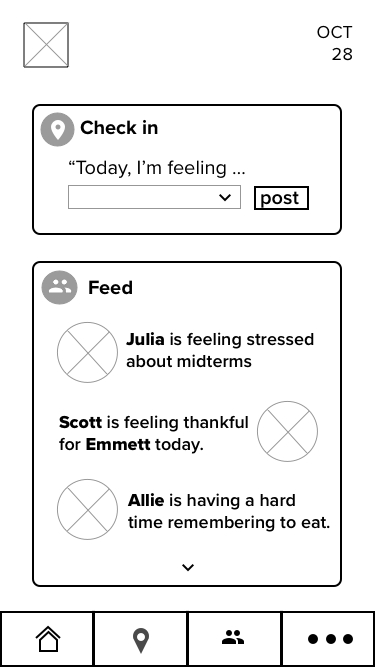 OCT
28
Check in
“Today, I’m feeling ...
post
Feed
Julia is feeling stressed
about midterms
Scott is feeling thankful
for Emmett today.
Allie is having a hard
time remembering to eat.